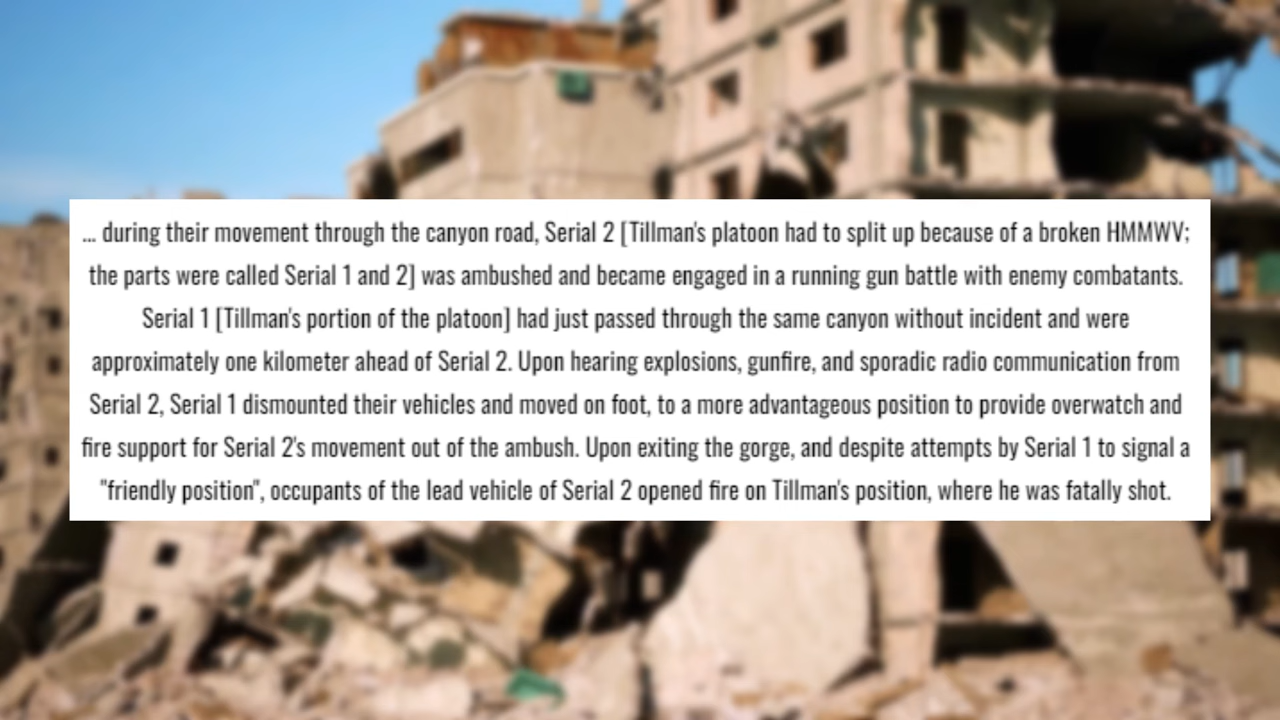 ... during their movement through the canyon road, Serial 2 [Tillman's platoon had to split up because of a broken HMMWV;
the parts were called Serial 1 and 2] was ambushed and became engaged in a running gun battle with enemy combatants.
Serial 1 [Tillman's portion of the platoon] had just passed through the same canyon without incident and were
approximately one kilometer ahead of Serial 2. Upon hearing explosions, gunfire, and sporadic radio communication from
Serial 2, Serial 1 dismounted their vehicles and moved on foot, to a more advantageous position to provide overwatch and
fire support for Serial 2's movement out of the ambush. Upon exiting the gorge, and despite attempts by Serial 1 to signal a
"friendly position", occupants of the lead vehicle of Serial 2 opened fire on Tillman's position, where he was fatally shot.